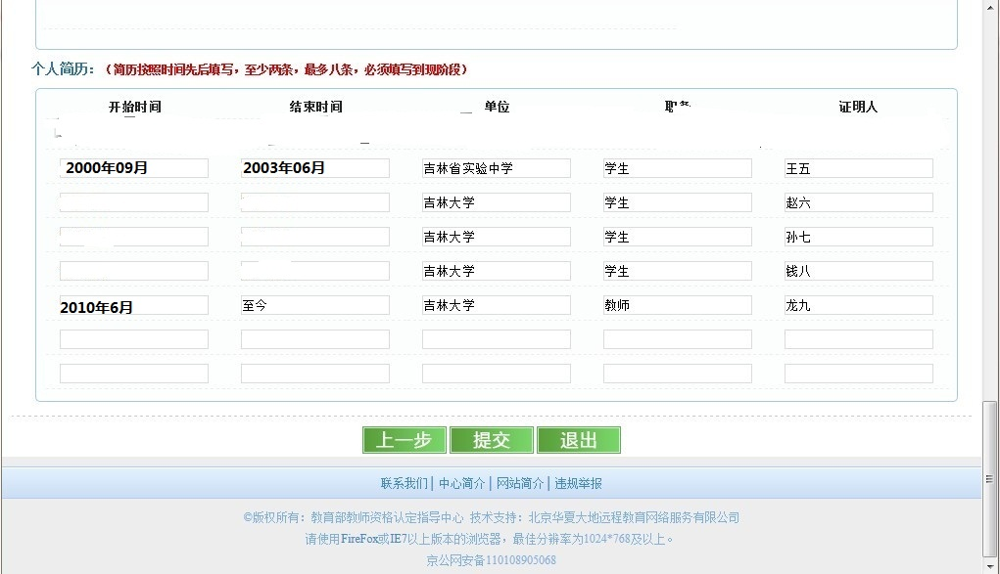 个人简历：（简历按照时间先后填写，至少两条，最多八条，必须填写到现阶段）
开始时间 结束时间 单位 证明人
2000年09月 2003年06月 吉林省实验中学 学生 王五
吉林大学 学生 赵六
吉林大学 学生 孙七
吉林大学 学生 钱八
2010年6月 至今 吉林大学 教师 龙九
上一步 提交 退出
联系我们 | 中心简介 | 网站简介 | 违规举报
©版权所有：教育部教师资格认定指导中心 技术支持：北京华夏大地远程教育网络服务有限公司
请使用FireFox或IE7以上版本的浏览器，最佳分辨率为1024*768及以上。
京公网安备110108905068